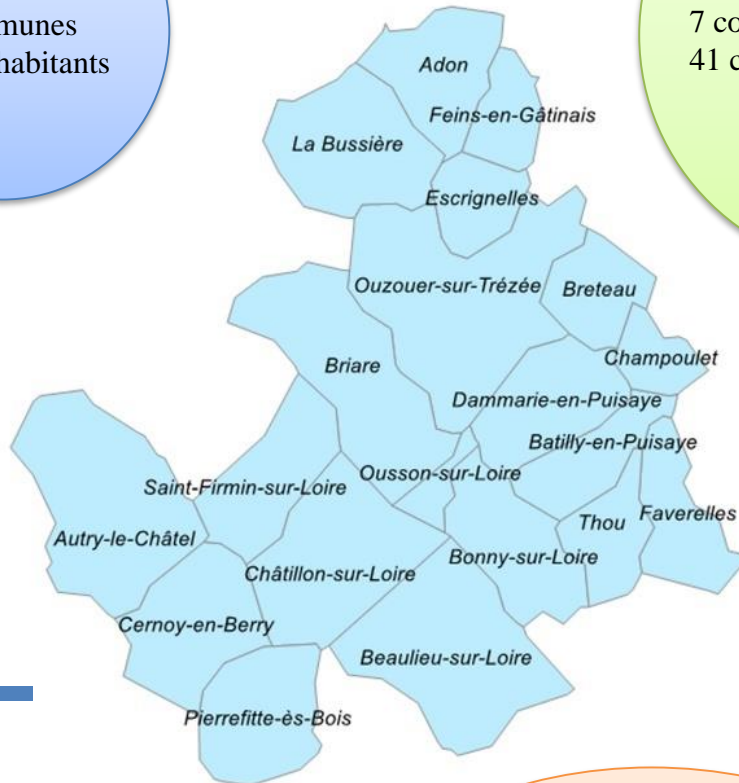 habitants
7
41
Adon
Feins-en-Gâtinais
La Bussière
Escrignelles
Ouzouer-sur-Trézée
Breteau
Champoulet
Briare
Dammarie-en-Puisaye
Batilly-en-Puisaye
Ousson-sur-Loire
Saint-Firmin-sur-Loire
Faverelles
Thou
Autry-le-Châtel
Bonny-sur-Loire
Châtillon-sur-Loire
Cernoy-en-Berry
Beaulieu-sur-Loire
Pierrefitte-ès-Bois